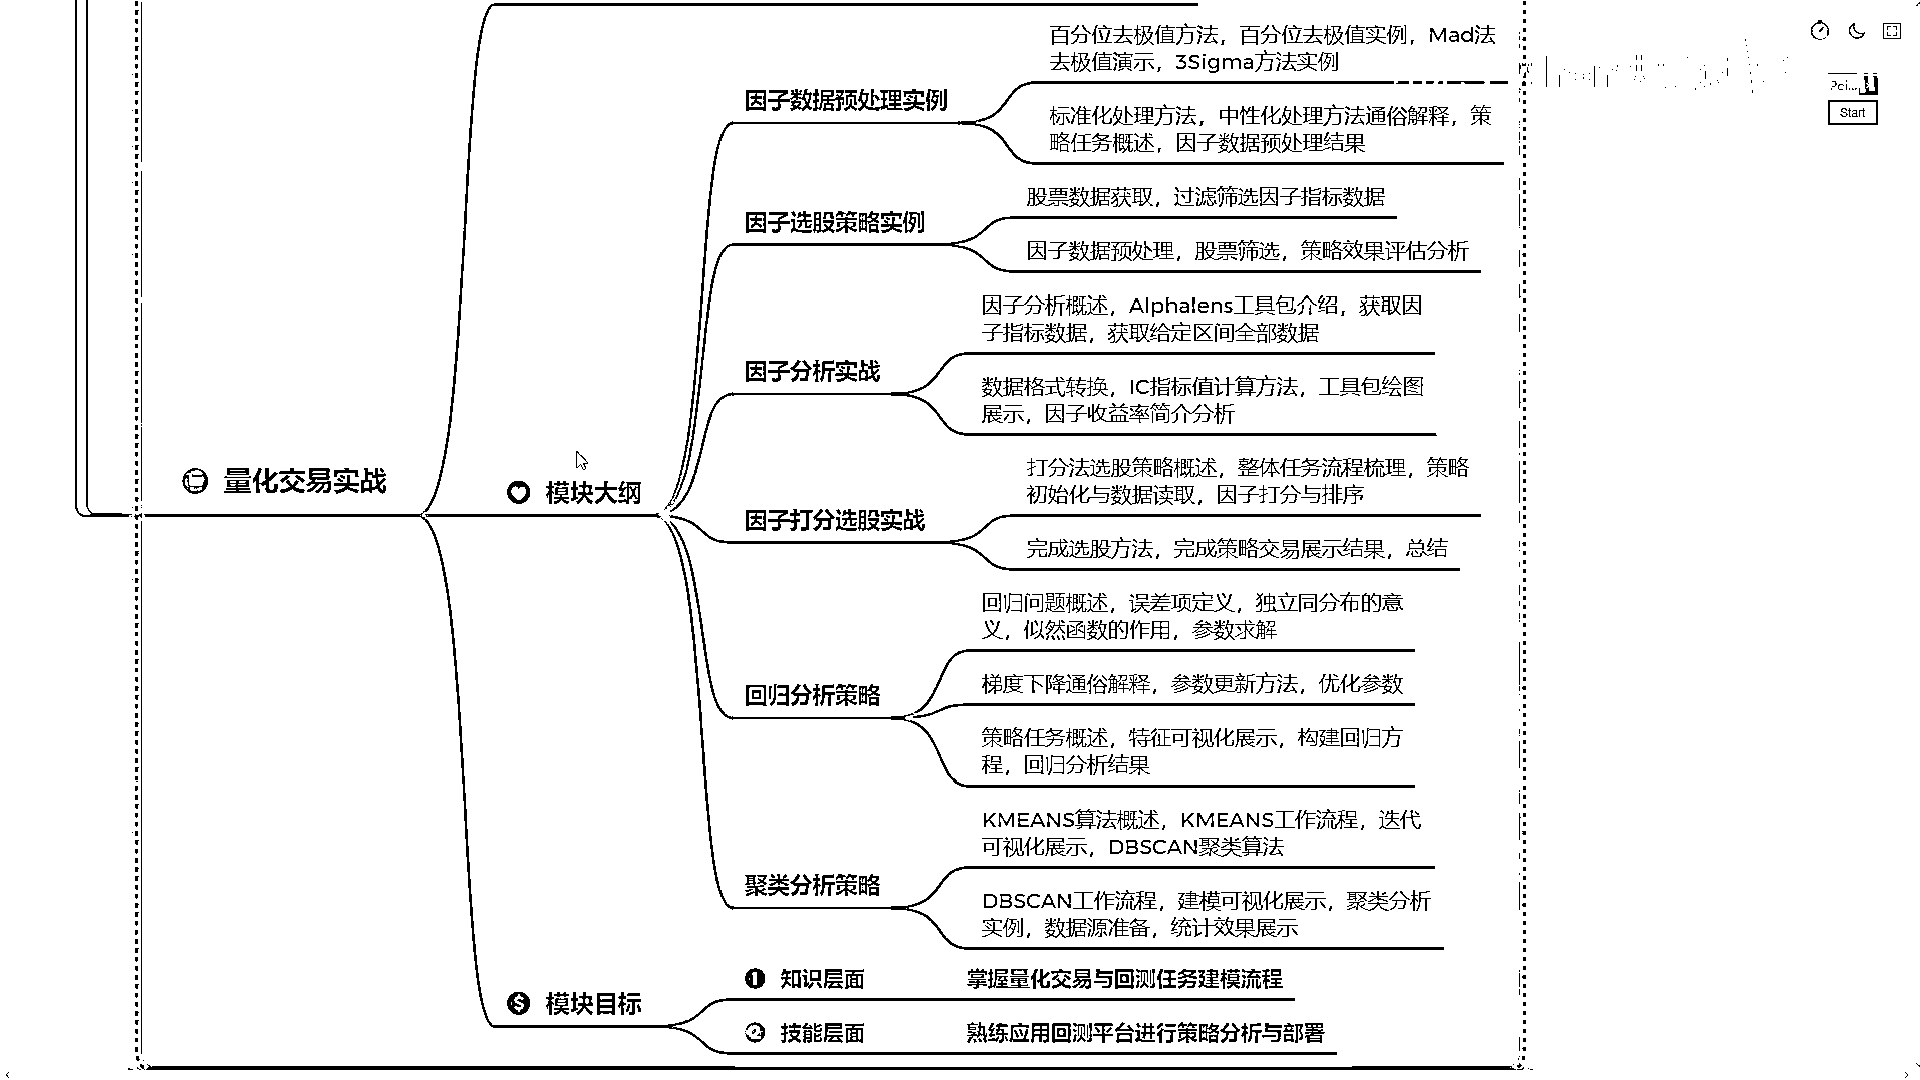 百分位去极值方法，百分位去极值实例，Mad法
去极值演示，3Sigma方法实例
因子数据预处理实例
标准化处理方法，中性化处理方法通俗解释，策
略任务概述，因子数据预处理结果
股票数据获取，过滤筛选因子指标数据
因子选股策略实例
因子数据预处理，股票筛选，策略效果评估分析
因子分析概述，Alphalens工具包介绍，获取因
子指标数据，获取给定区间全部数据
因子分析实战
数据格式转换，IC指标值计算方法，工具包绘图
展示，因子收益率简介分析
量化交易实战
模块大纲
打分法选股策略概述，整体任务流程梳理，策略
初始化与数据读取，因子打分与排序
因子打分选股实战
完成选股方法，完成策略交易展示结果，总结
回归问题概述，误差项定义，独立同分布的意
义，似然函数的作用，参数求解
回归分析策略
梯度下降通俗解释，参数更新方法，优化参数
策略任务概述，特征可视化展示，构建回归方
程，回归分析结果
KMEANS算法概述，KMEANS工作流程，迭代
可视化展示，DBSCAN聚类算法
聚类分析策略
DBSCAN工作流程，建模可视化展示，聚类分析
实例，数据源准备，统计效果展示
模块目标
1 知识层面 掌握量化交易与回测任务建模流程
2 技能层面 熟练应用回测平台进行策略分析与部署
Start